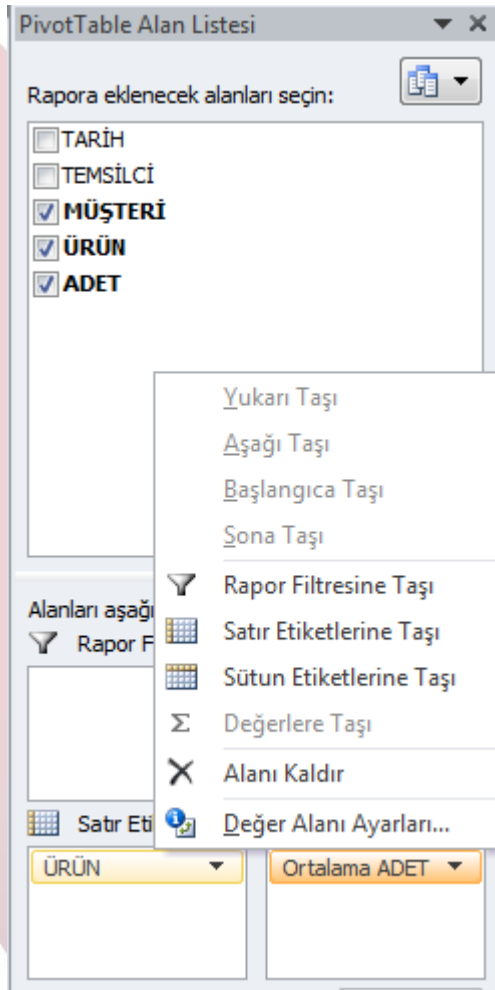 PivotTable Alan Listesi
Rapora eklenecek alanları seçin:
TARİH
TEMSİLCİ
MÜŞTERİ
ÜRÜN
ADET
Yukarı Taşı
Aşağı Taşı
Başlangıca Taşı
Sona Taşı
Rapor Filtresine Taşı
Satır Etiketlerine Taşı
Sütun Etiketlerine Taşı
Σ Değerlere Taşı
Alanı Kaldır
Değer Alanı Ayarları...
Alanları aşağı
Rapor F
Satır Eti
ÜRÜN
Ortalama ADET